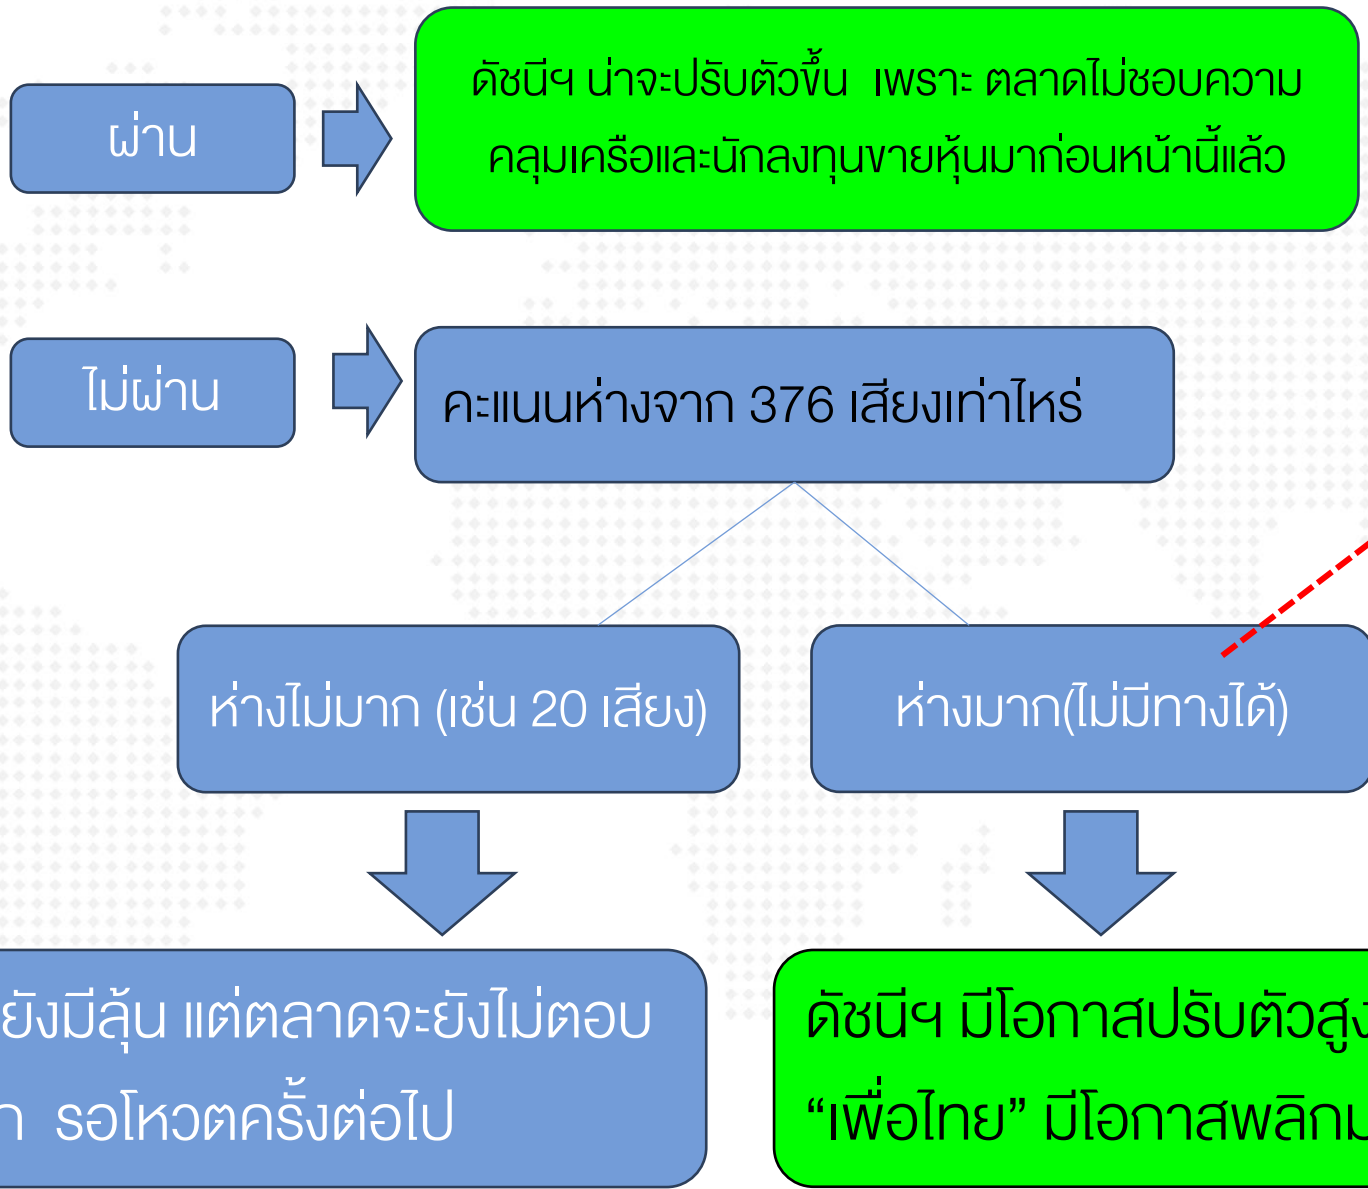 ผ่าน
ดัชนีฯ น่าจะปรับตัวขึ้น เพราะ ตลาดไม่ชอบความ
คลุมเครือและนักลงทุนขายหุ้นมาก่อนหน้านี้แล้ว
ไม่ผ่าน
คะแนนห่างจาก 376 เสียงเท่าไหร่
ห่างไม่มาก (เช่น 20 เสียง)
ห่างมาก(ไม่มีทางได้)
ยังมีลุ้น แต่ตลาดจะยังไม่ตอบ
รอโหวตครั้งต่อไป
ดัชนีฯ มีโอกาสปรับตัวสูง
“เพื่อไทย” มีโอกาสพลิก